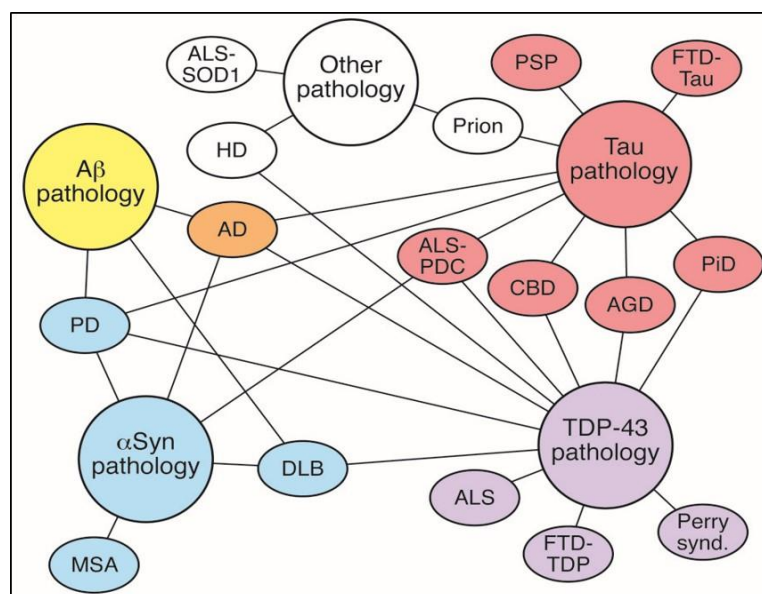 ALS-
SOD1
Other
pathology
PSP
FTD-
Tau
HD
Prion
Tau
pathology
Aβ
pathology
AD
ALS-
PDC
CBD
AGD
PiD
PD
αSyn
pathology
DLB
TDP-43
pathology
ALS
MSA
FTD-
TDP
Perry
synd.